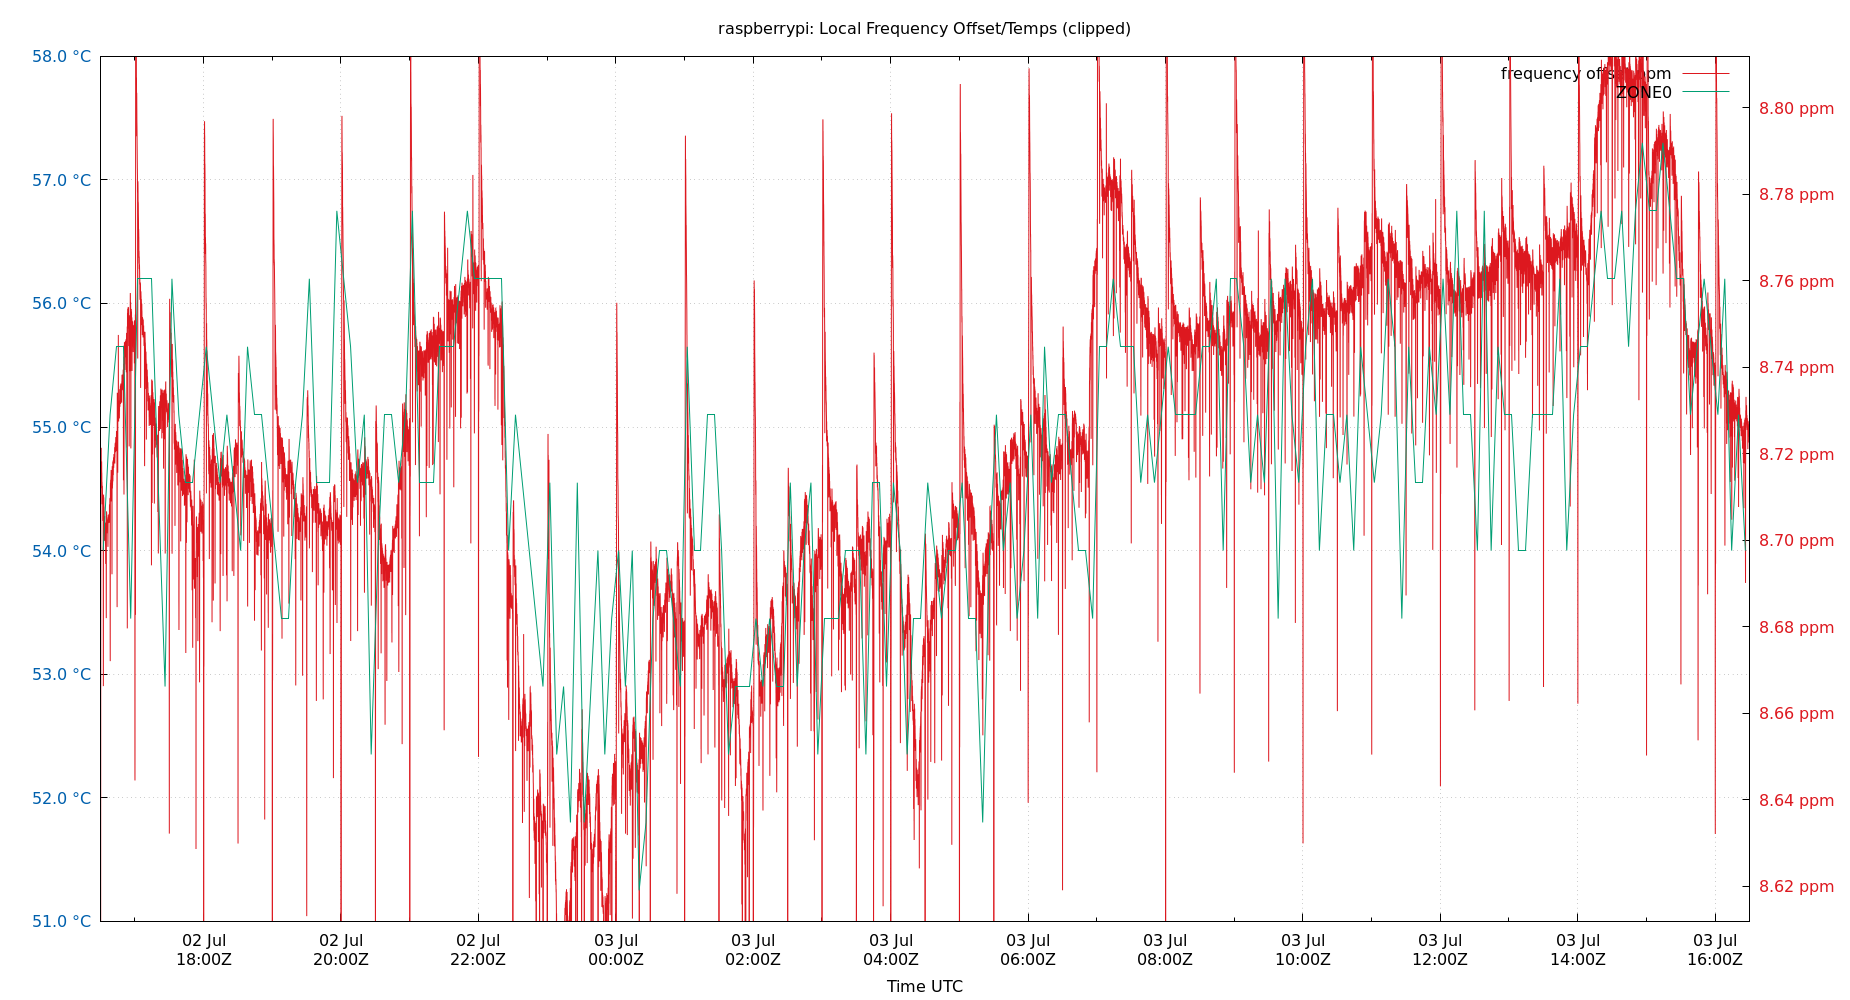 raspberrypi: Local Frequency Offset/Temps (clipped)
58.0 °C
57.0 °C
56.0 °C
55.0 °C
54.0 °C
53.0 °C
52.0 °C
51.0 °C
frequency offset ppm
ZONE0
8.80 ppm
8.78 ppm
8.76 ppm
8.74 ppm
8.72 ppm
8.70 ppm
8.68 ppm
8.66 ppm
8.64 ppm
8.62 ppm
02 Jul 02 Jul 02 Jul 03 Jul 03 Jul 03 Jul 03 Jul 03 Jul 03 Jul 03 Jul 03 Jul 03 Jul
18:00Z 20:00Z 22:00Z 00:00Z 02:00Z 04:00Z 06:00Z 08:00Z 10:00Z 12:00Z 14:00Z 16:00Z
Time UTC